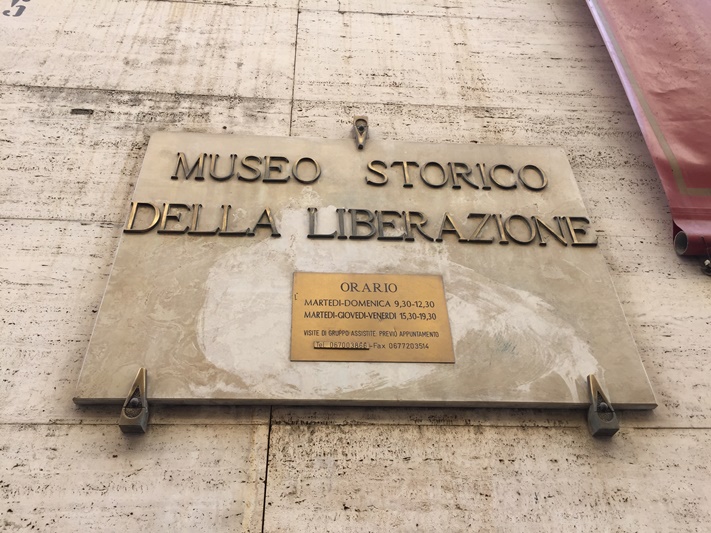 MUSEO STORICO
DELLA LIBERAZIONE
ORARIO
MARTEDI-DOMENICA 9,30-12,30
MARTEDI-GIOVEDI-VENERDI 15,30-19,30
VISITE DI GRUPPO ASSISTITE PREVIO APPUNTAMENTO
Tel. 067003866-Fax 0677203514